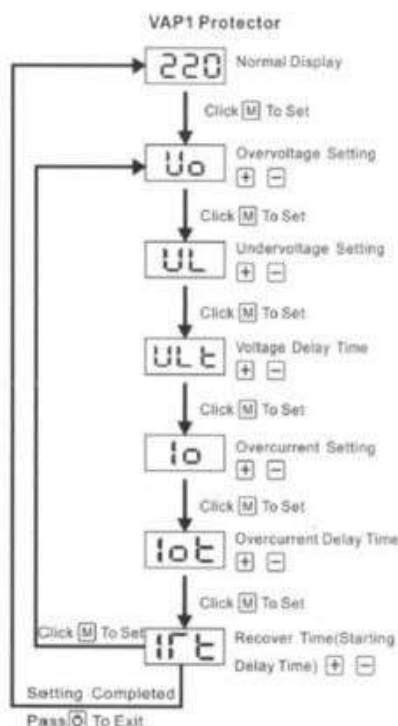 VAP1 Protector
220 Normal Display
Click M To Set
Uo Overvoltage Setting
+ -
Click M To Set
UL Undervoltage Setting
+ -
Click M To Set
ULt Voltage Delay Time
+ -
Click M To Set
Io Overcurrent Setting
+ -
Click M To Set
Iot Overcurrent Delay Time
+ -
Click M To Set
Click M To Set
Recover Time(Starting
Delay Time) + -
Setting Completed
Pass To Exit